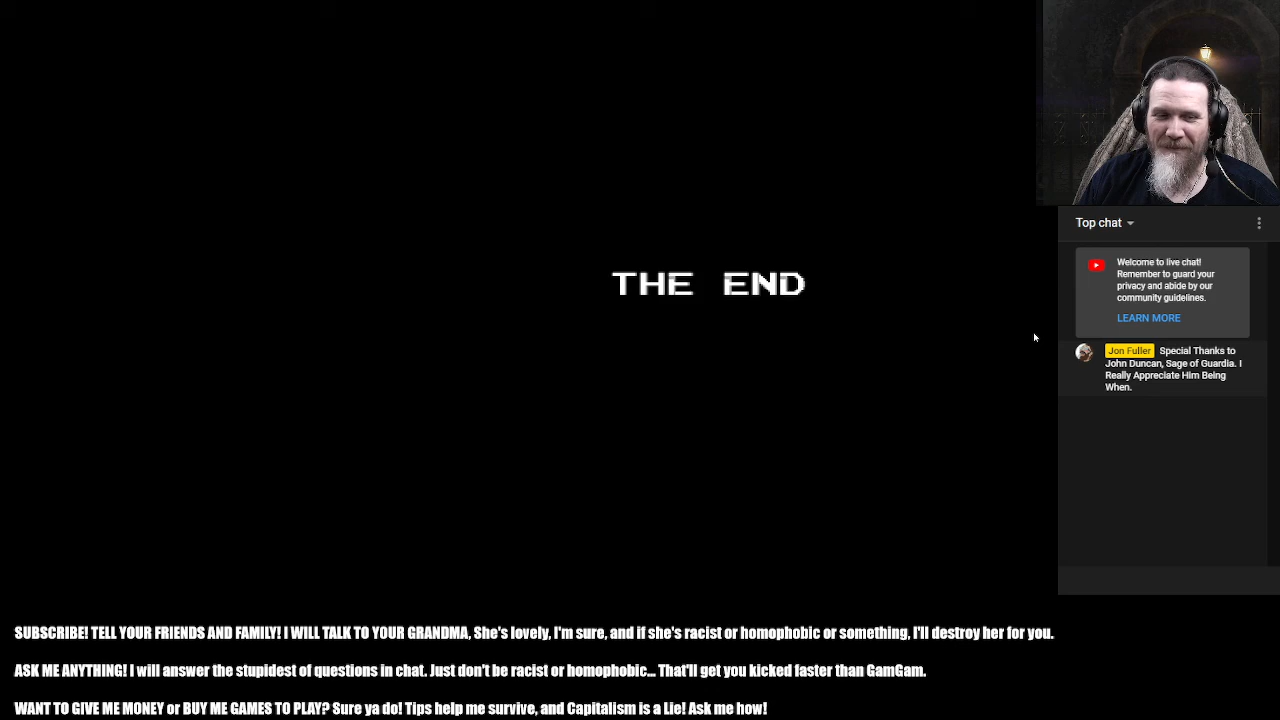 THE END
Top chat
Welcome to live chat!
Remember to guard your
privacy and abide by our
community guidelines.
LEARN MORE
Jon Fuller Special Thanks to
John Duncan, Sage of Guardia. I
Really Appreciate Him Being
When.
SUBSCRIBE! TELL YOUR FRIENDS AND FAMILY! I WILL TALK TO YOUR GRANDMA, She's lovely, I'm sure, and if she's racist or homophobic or something, I'll destroy her for you.
ASK ME ANYTHING! I will answer the stupidest of questions in chat. Just don't be racist or homophobic... That'll get you kicked faster than GamGam.
WANT TO GIVE ME MONEY or BUY ME GAMES TO PLAY? Sure ya do! Tips help me survive, and Capitalism is a Lie! Ask me how!